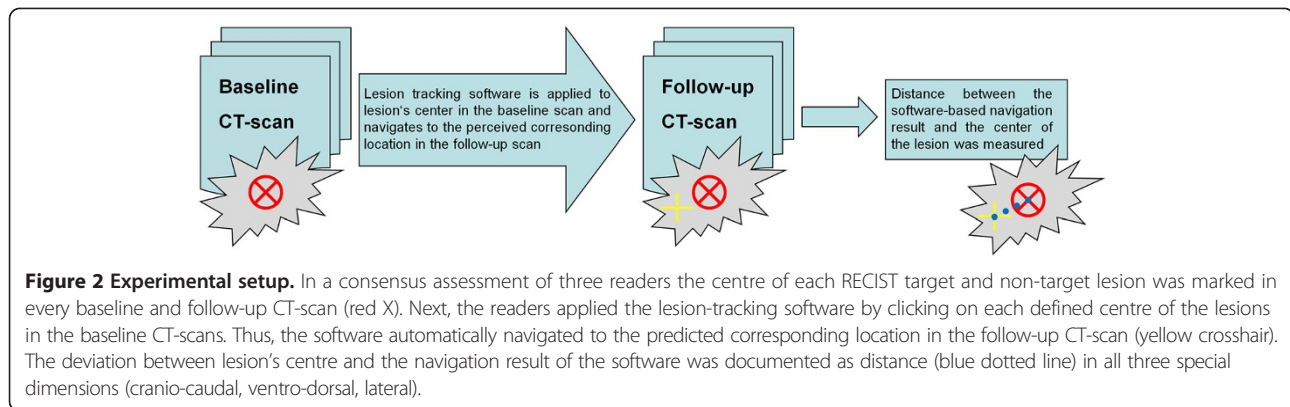 Baseline
CT-scan
Lesion tracking software is applied to
lesion's center in the baseline scan and
navigates to the perceived corresonding
location in the follow-up scan
Follow-up
CT-scan
Distance between the
software-based navigation
result and the center of
the lesion was measured
Figure 2 Experimental setup. In a consensus assessment of three readers the centre of each RECIST target and non-target lesion was marked in
every baseline and follow-up CT-scan (red X). Next, the readers applied the lesion-tracking software by clicking on each defined centre of the lesions
in the baseline CT-scans. Thus, the software automatically navigated to the predicted corresponding location in the follow-up CT-scan (yellow crosshair).
The deviation between lesion's centre and the navigation result of the software was documented as distance (blue dotted line) in all three special
dimensions (cranio-caudal, ventro-dorsal, lateral).